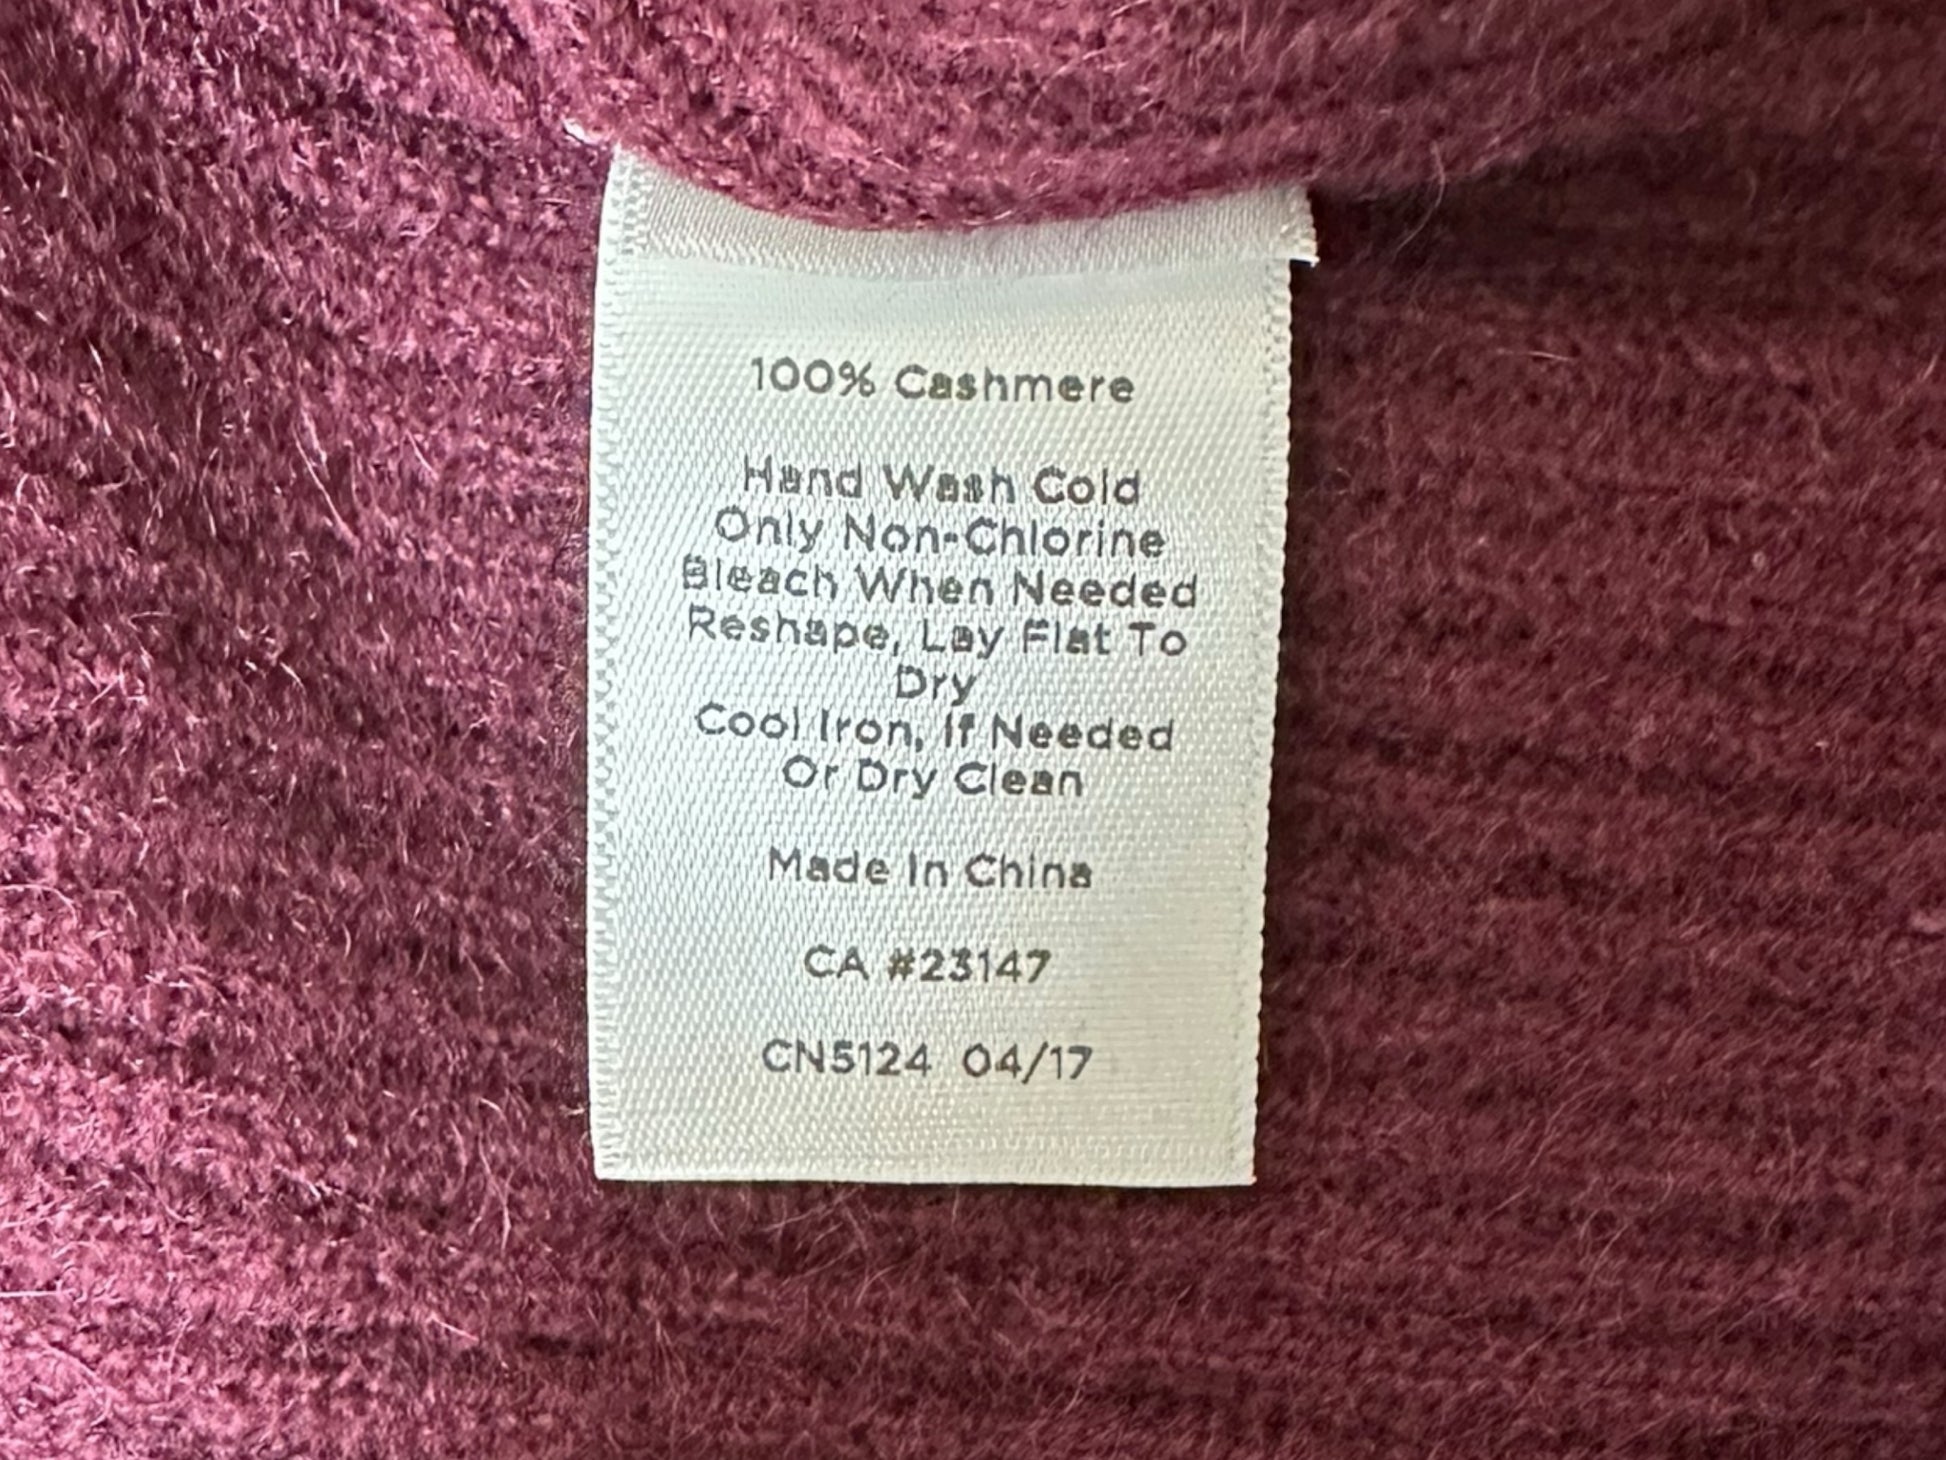 100% Cashmere
Hand Wash Cold
Only Non-Chlorine
Bleach When Needed
Reshape, Lay Flat To
Dry
Cool Iron, If Needed
Or Dry Clean
Made In China
CA #23147
CN5124 04/17